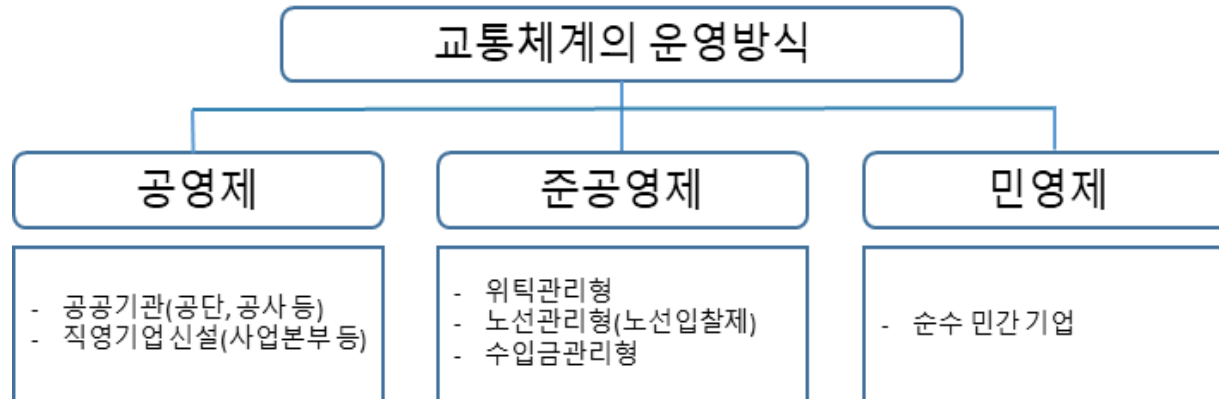 교통체계의 운영방식
공영제
준공영제
민영제
- 공공기관(공단, 공사 등)
- 직영기업 신설(사업본부 등)
- 위틱관리형
- 노선관리형(노선입찰제)
- 수입금관리형
- 순수 민간 기업